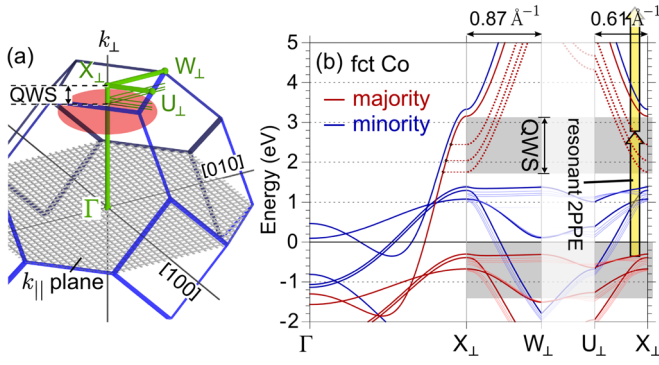 (a)
k⊥
X⊥
W⊥
QWS
U⊥
[010]
Γ
[100]
k|| plane
0.87 Å⁻¹
0.61 Å⁻¹
(b) fct Co
majority
minority
QWS
resonant 2PPE
Energy (eV)
5
4
3
2
1
0
-1
-2
Γ
X⊥
W⊥
U⊥
X⊥